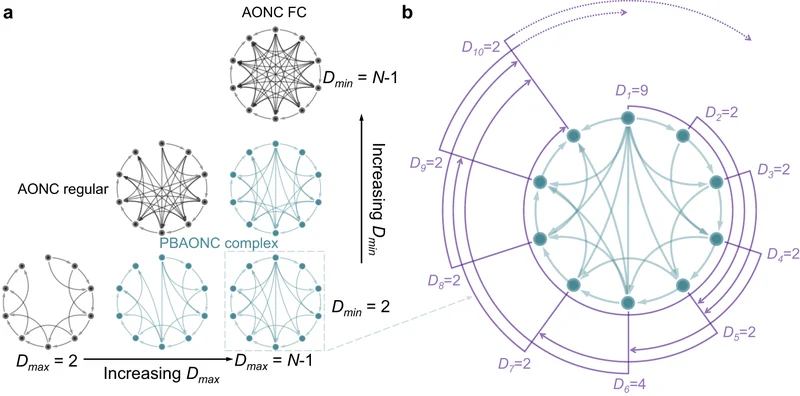 a
AONC FC
D_min = N-1
AONC regular
Increasing D_min
PBAONC complex
D_min = 2
D_max = 2
Increasing D_max
D_max = N-1
b
D_10=2
D_1=9
D_2=2
D_3=2
D_9=2
D_4=2
D_8=2
D_5=2
D_7=2
D_6=4